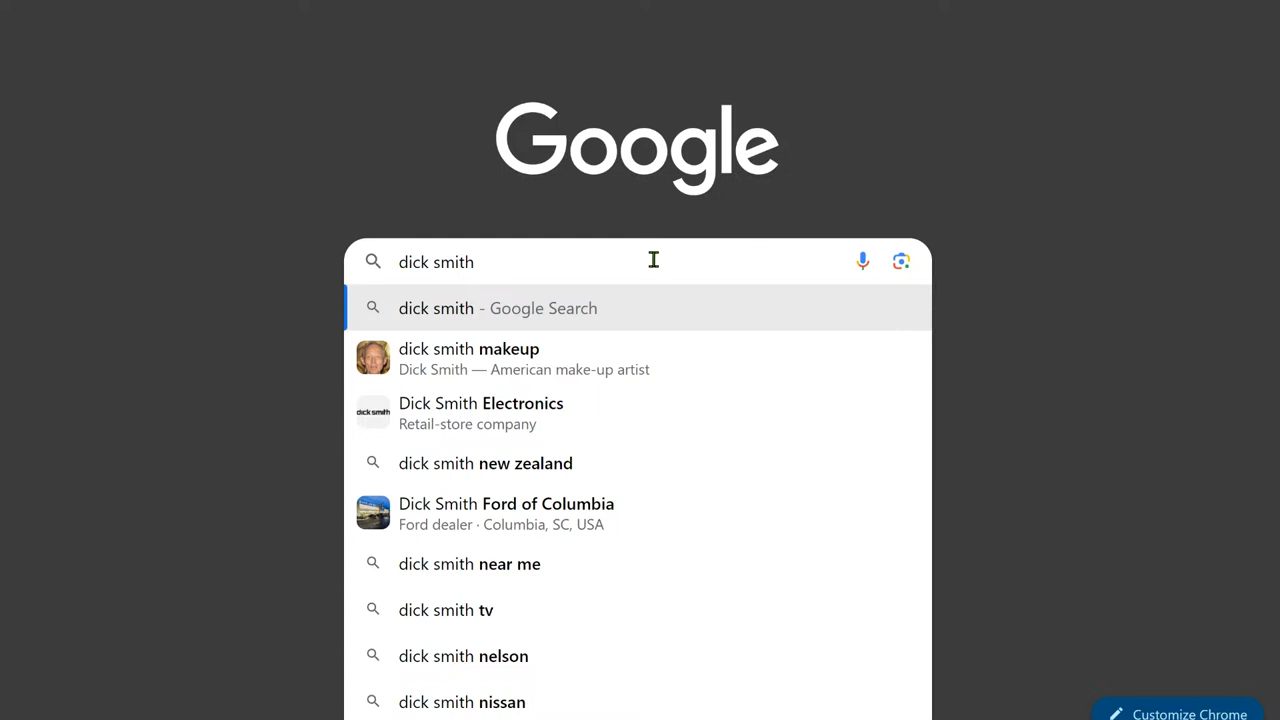 Google
dick smith
dick smith - Google Search
dick smith makeup
Dick Smith — American make-up artist
dick smith
Dick Smith Electronics
Retail-store company
dick smith new zealand
Dick Smith Ford of Columbia
Ford dealer · Columbia, SC, USA
dick smith near me
dick smith tv
dick smith nelson
dick smith nissan
Customize Chrome